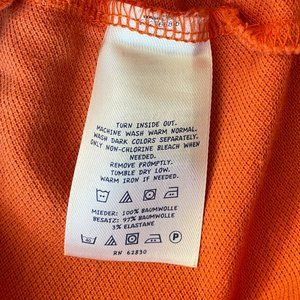 TURN INSIDE OUT.
MACHINE WASH WARM NORMAL.
WASH DARK COLORS SEPARATELY.
ONLY NON-CHLORINE BLEACH WHEN
NEEDED.
REMOVE PROMPTLY.
TUMBLE DRY LOW.
WARM IRON IF NEEDED.
MIEDER: 100% BAUMWOLLE
BESATZ: 97% BAUMWOLLE
3% ELASTANE
P
RN 62830